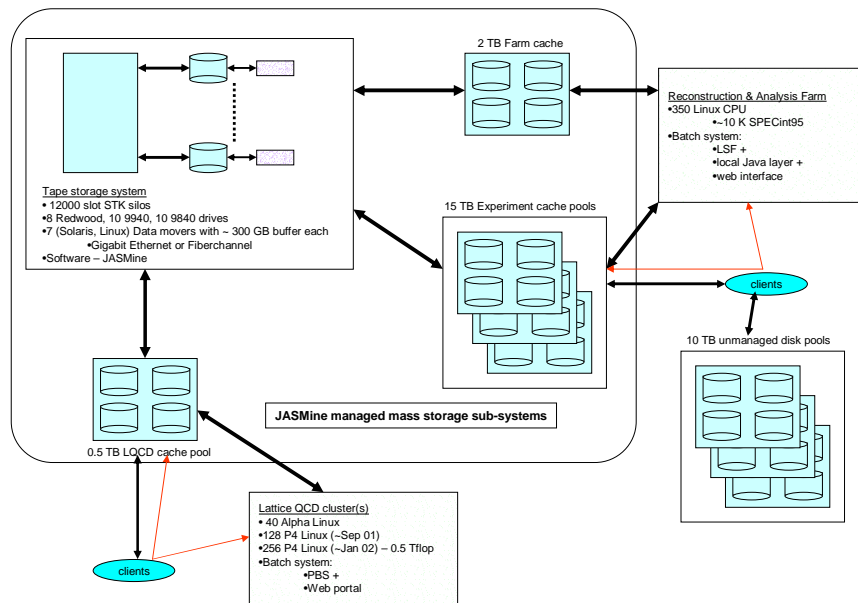 2 TB Farm cache
Reconstruction & Analysis Farm
•350 Linux CPU
•~10 K SPECint95
•Batch system:
•LSF +
•local Java layer +
•web interface
Tape storage system
• 12000 slot STK silos
•8 Redwood, 10 9940, 10 9840 drives
•7 (Solaris, Linux) Data movers with ~ 300 GB buffer each
•Gigabit Ethernet or Fiberchannel
•Software – JASMine
15 TB Experiment cache pools
clients
10 TB unmanaged disk pools
JASMine managed mass storage sub-systems
0.5 TB LQCD cache pool
Lattice QCD cluster(s)
• 40 Alpha Linux
•128 P4 Linux (~Sep 01)
•256 P4 Linux (~Jan 02) – 0.5 Tflop
•Batch system:
•PBS +
•Web portal
clients